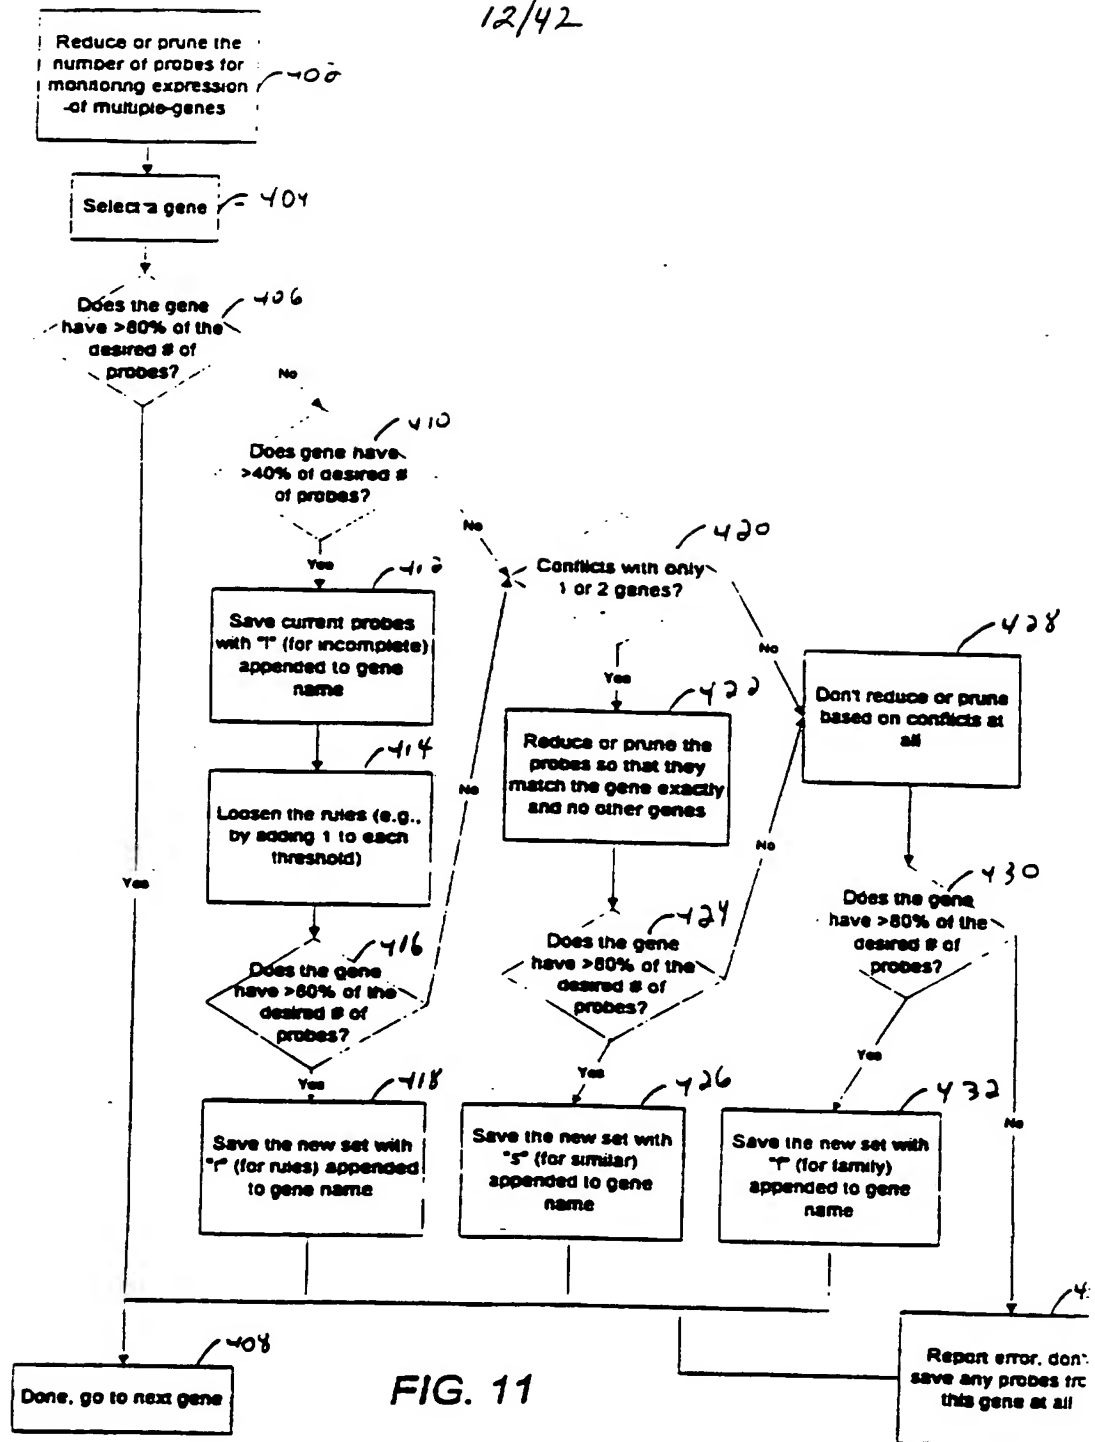 12/42
Reduce or prune the
number of probes for
monitoring expression
of multiple genes
400
Select a gene
404
Does the gene
have >80% of the
desired # of
probes?
406
No
Does gene have
>40% of desired #
of probes?
410
No
Yes
Conflicts with only
1 or 2 genes?
420
412
Save current probes
with "I" (for incomplete)
appended to gene
name
No
Yes
428
Don't reduce or prune
based on conflicts at
all
422
Reduce or prune the
probes so that they
match the gene exactly
and no other genes
414
Loosen the rules (e.g.,
by adding 1 to each
threshold)
No
No
Yes
430
Does the gene
have >80% of the
desired # of
probes?
424
Does the gene
have >80% of the
desired # of
probes?
416
Does the gene
have >80% of the
desired # of
probes?
Yes
Yes
Yes
No
418
Save the new set with
"r" (for rules) appended
to gene name
426
Save the new set with
"s" (for similar)
appended to gene
name
432
Save the new set with
"f" (for family)
appended to gene
name
408
Done, go to next gene
FIG. 11
4
Report error, don'
save any probes fro
this gene at all